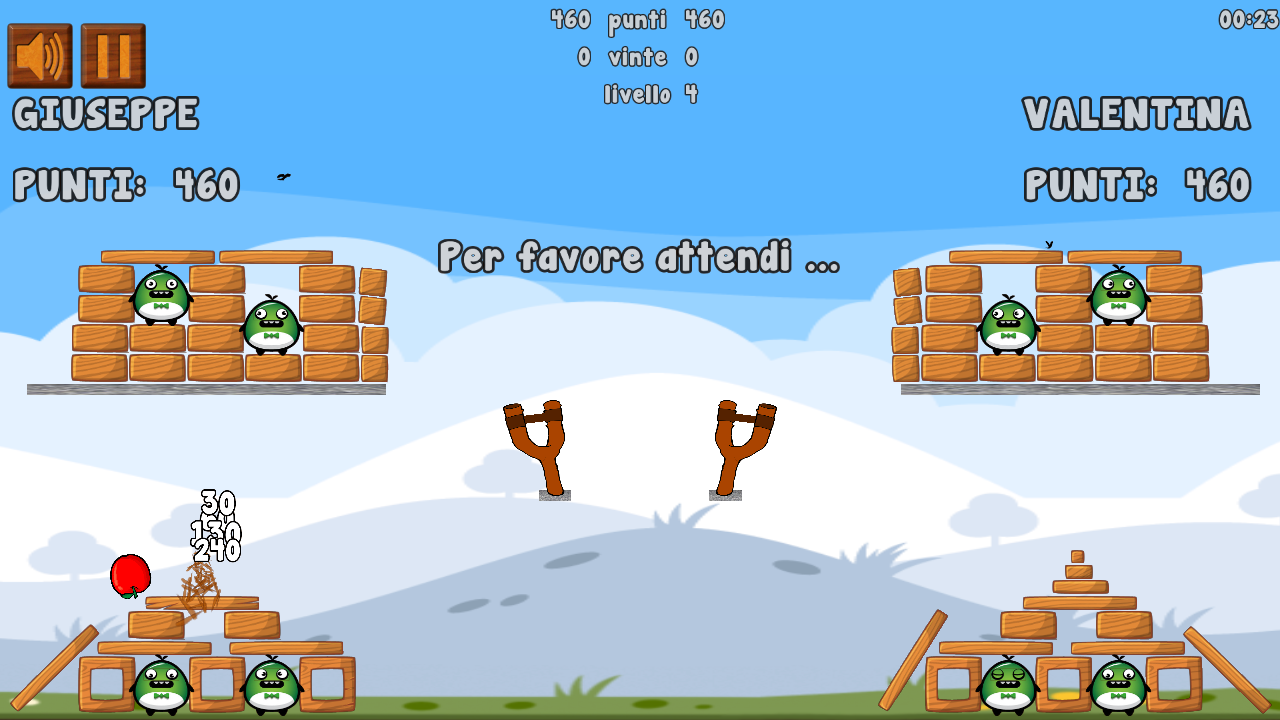 460 punti 460
00:23
0 vinte 0
livello 4
GIUSEPPE
VALENTINA
PUNTI: 460
PUNTI: 460
Per favore attendi ...
30
130
240